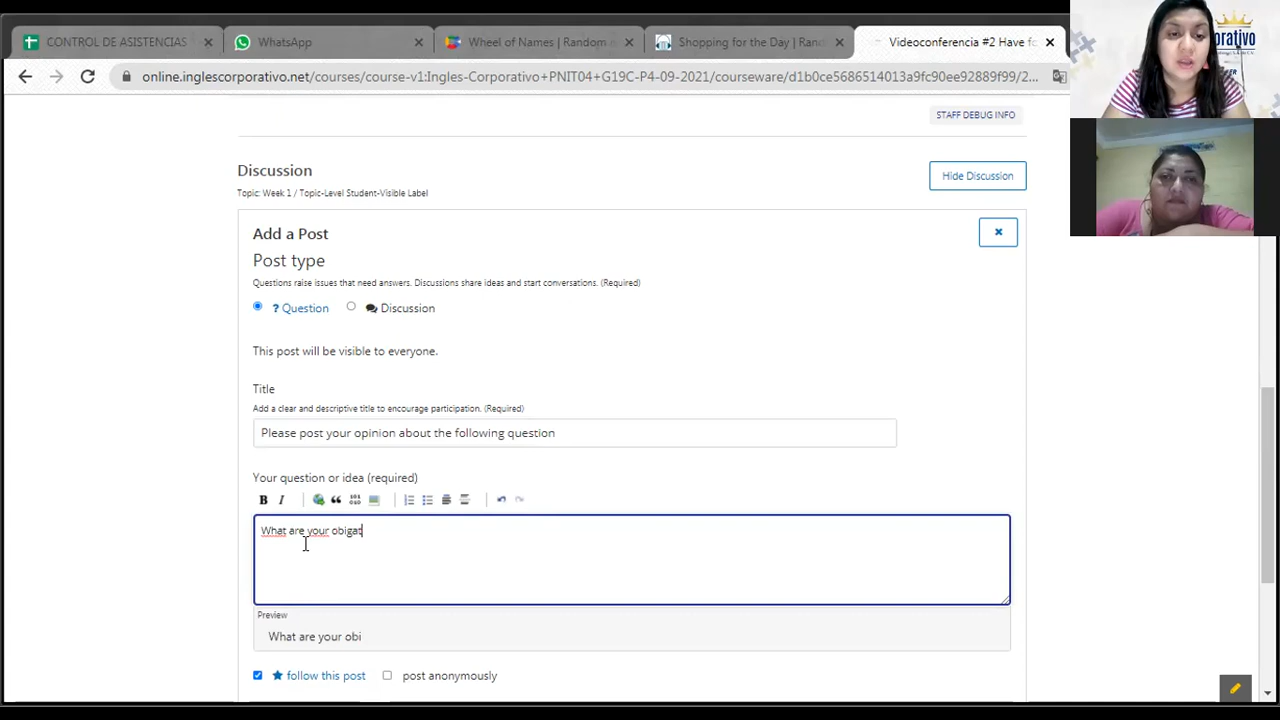 CONTROL DE ASISTENCIAS
WhatsApp
Wheel of Names | Random
Shopping for the Day | Ran
Videoconferencia #2 Have f
online.inglescorporativo.net/courses/course-v1:Ingles-Corporativo+PNIT04+G19C-P4-09-2021/courseware/d1b0ce5686514013a9fc90ee92889f99/2...
STAFF DEBUG INFO
Discussion
Hide Discussion
Topic: Week 1 / Topic-Level Student-Visible Label
Add a Post
Post type
Questions raise issues that need answers. Discussions share ideas and start conversations. (Required)
? Question
Discussion
This post will be visible to everyone.
Title
Add a clear and descriptive title to encourage participation. (Required)
Please post your opinion about the following question
Your question or idea (required)
B I
What are your obigat
Preview
What are your obi
follow this post
post anonymously